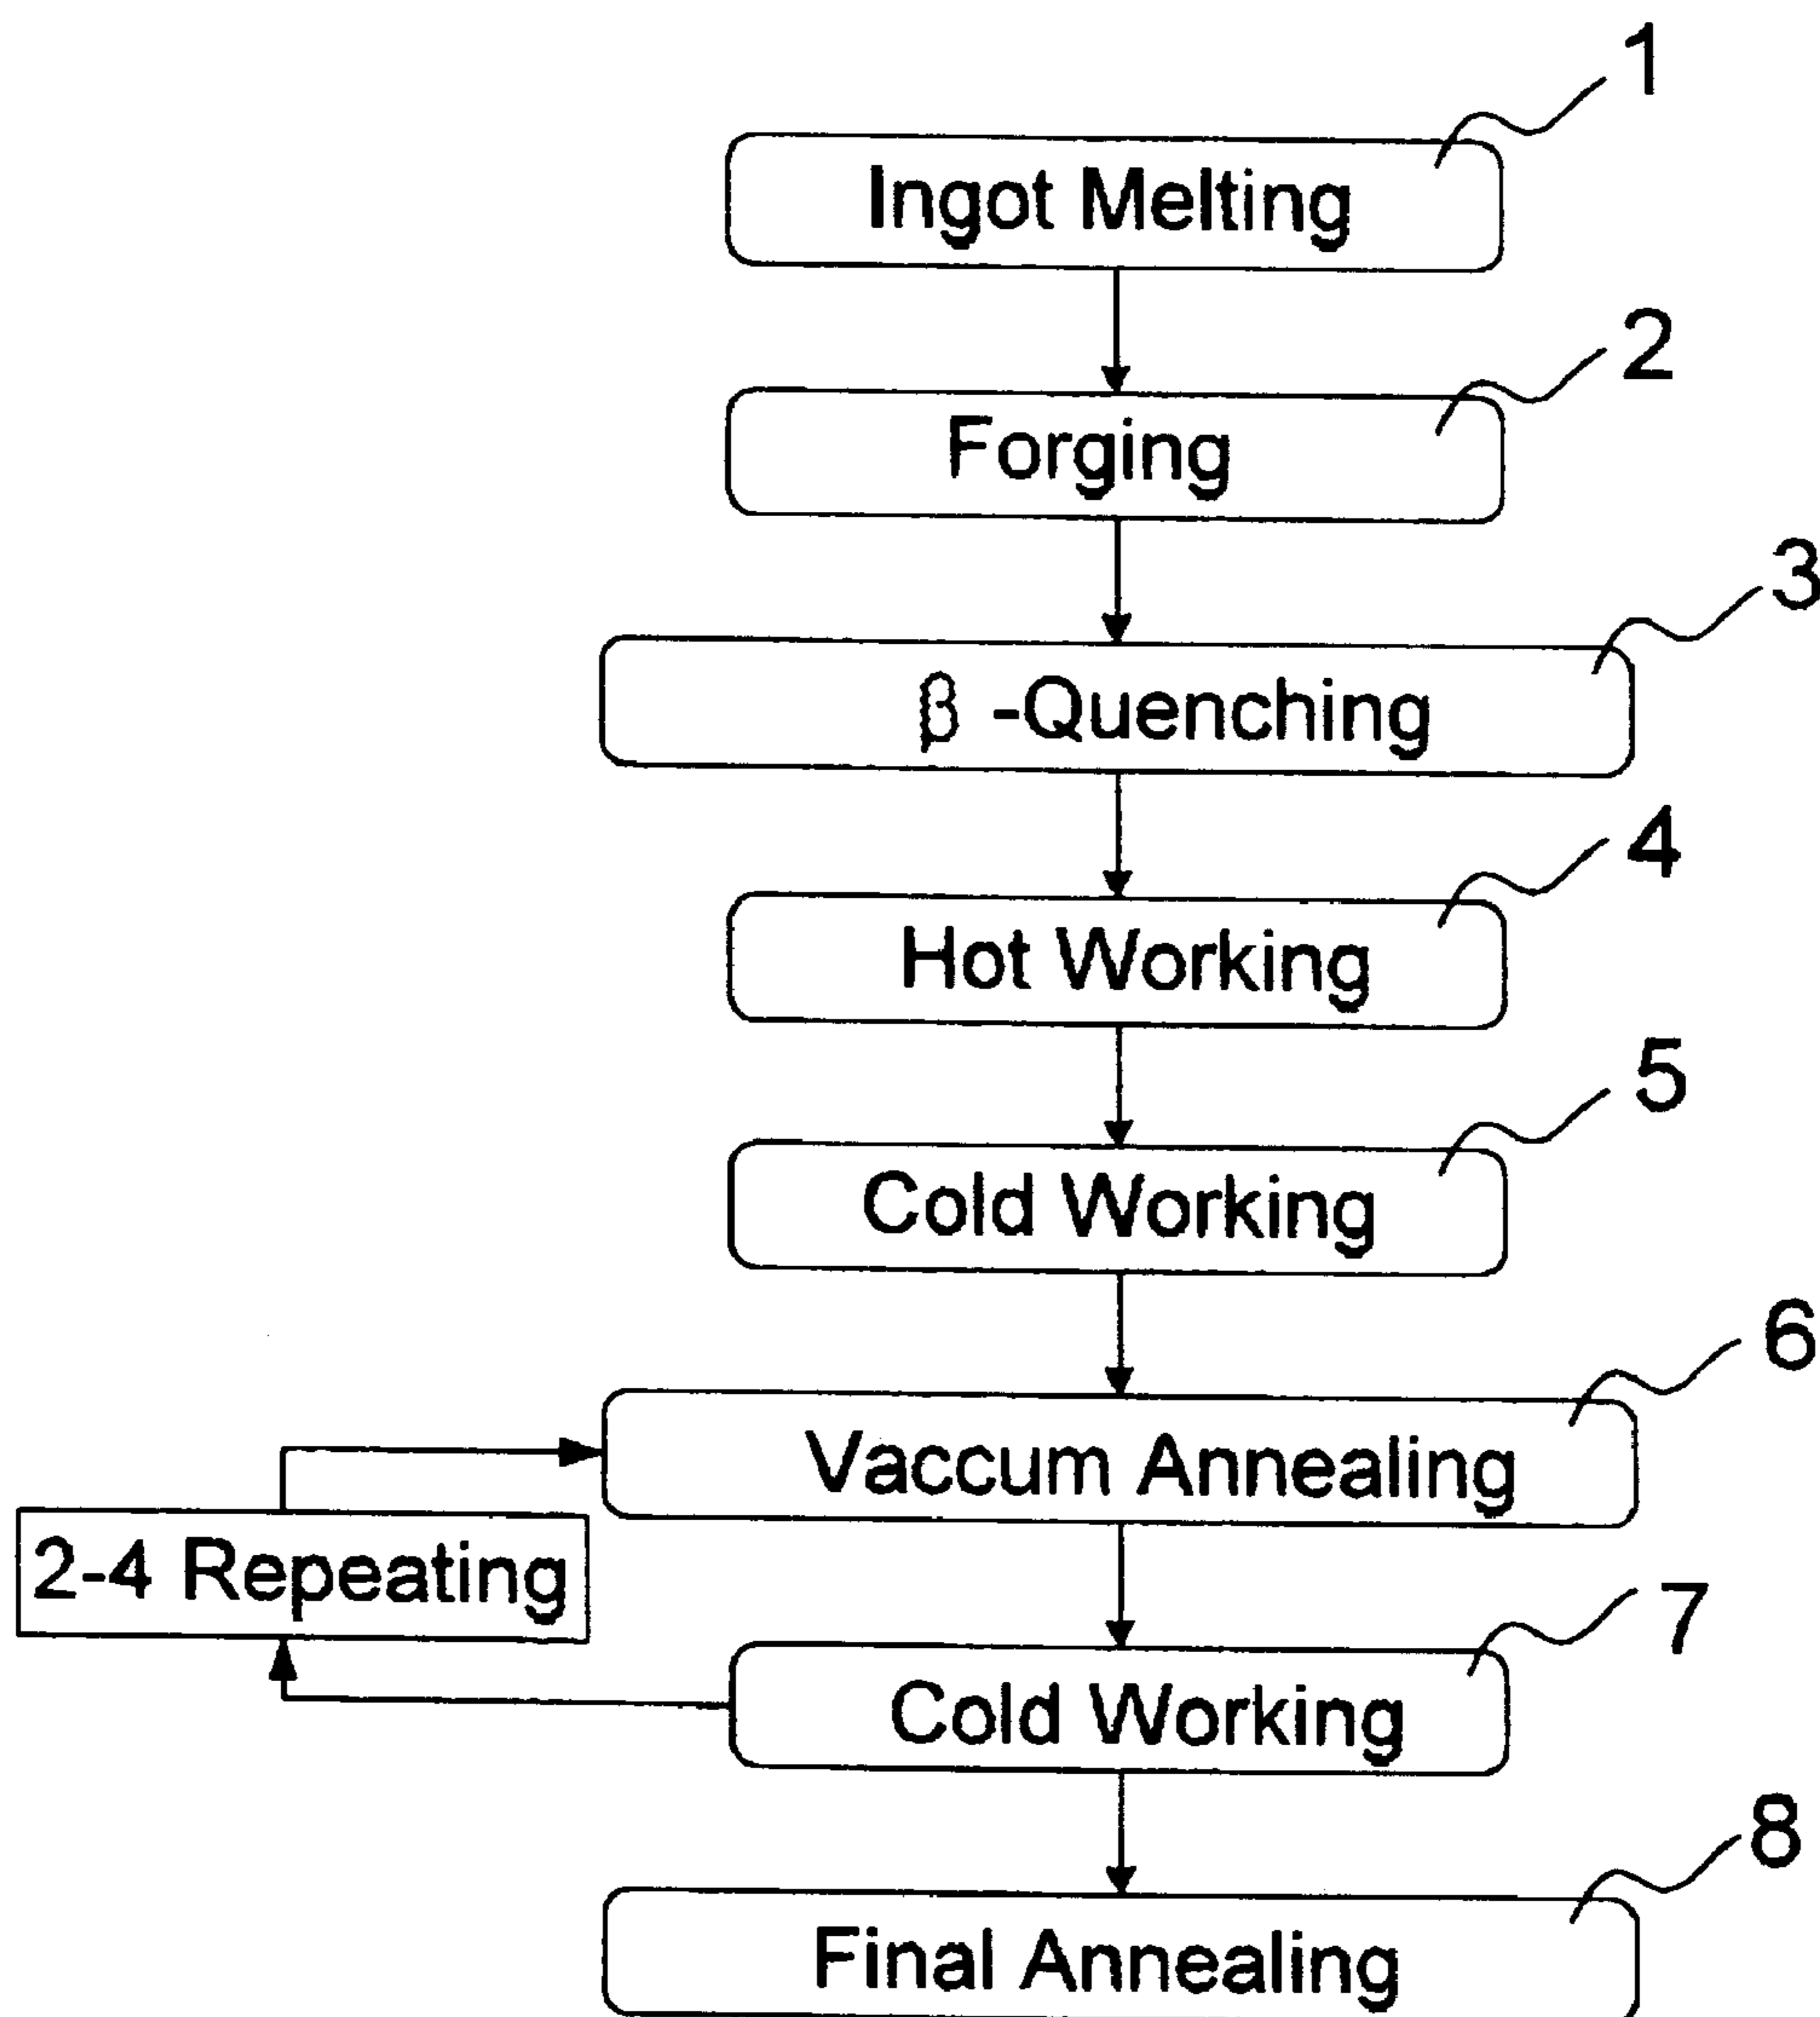 1
Ingot Melting
2
Forging
3
β -Quenching
4
Hot Working
5
Cold Working
6
Vaccum Annealing
2-4 Repeating
7
Cold Working
8
Final Annealing